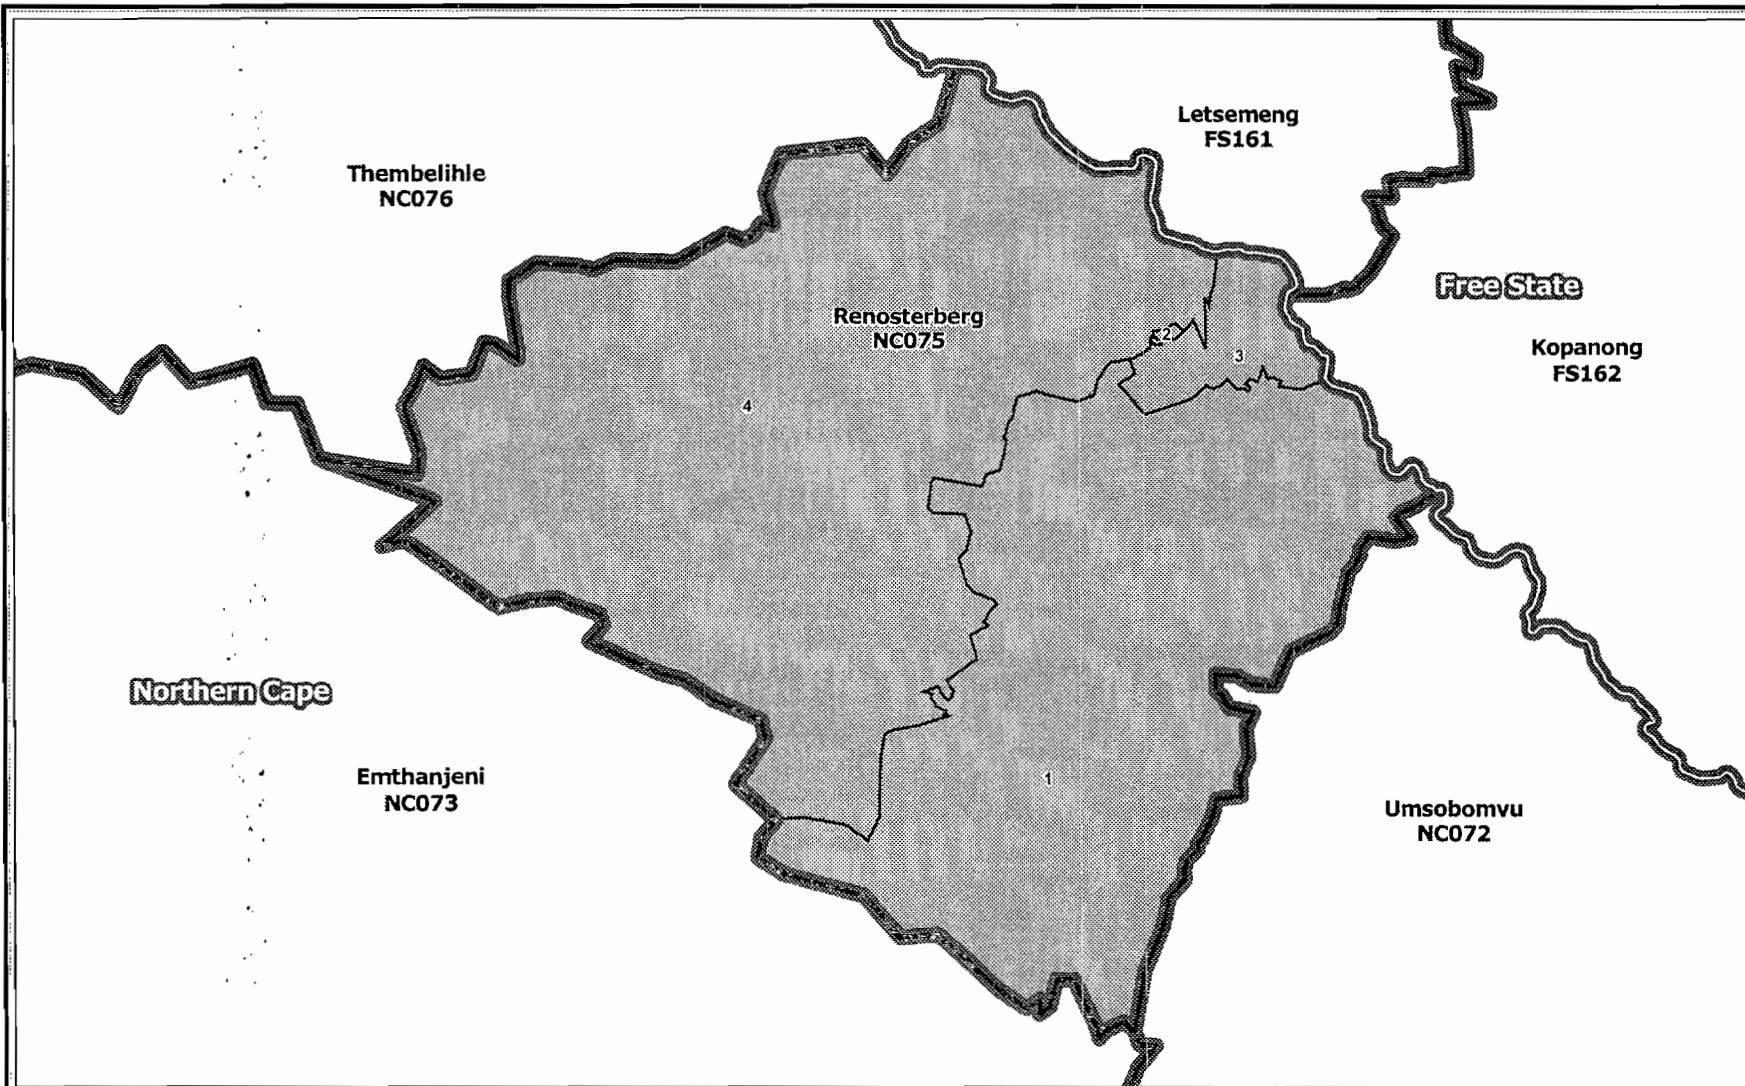 Letsemeng
FS161
Thembelihle
NC076
Free State
Renosterberg
NC075
2
3
Kopanong
FS162
4
Northern Cape
Emthanjeni
NC073
1
Umsobomvu
NC072